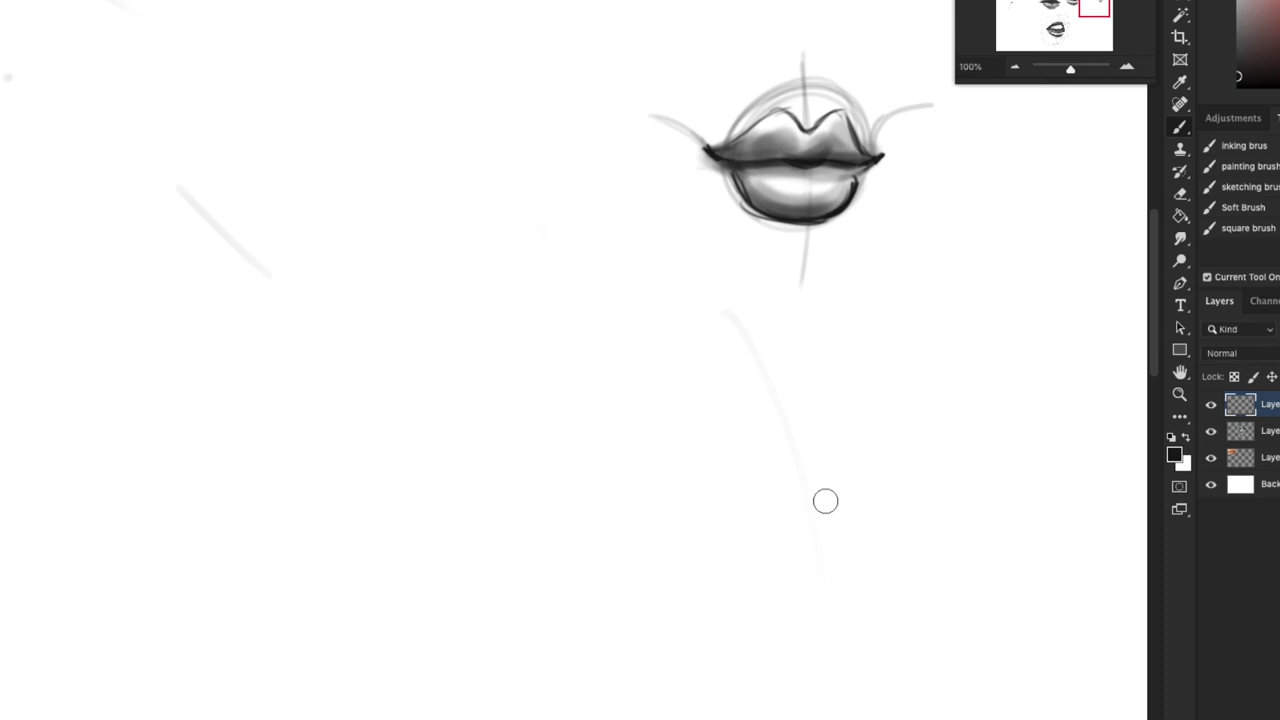 100%
Adjustments
inking brus
painting brush
sketching brus
Soft Brush
square brush
Current Tool On
Layers Channe
Kind
Normal
Lock:
Laye
Laye
Laye
Back